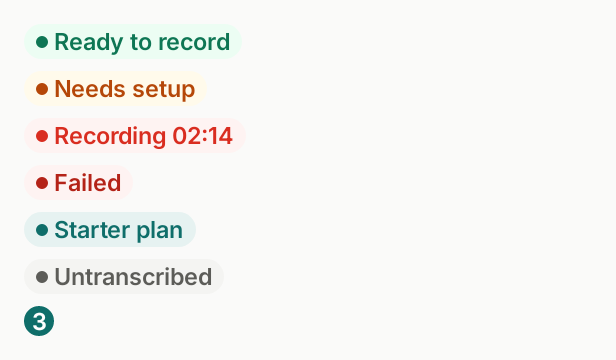 Ready to record
Needs setup
Recording 02:14
Failed
Starter plan
Untranscribed
3